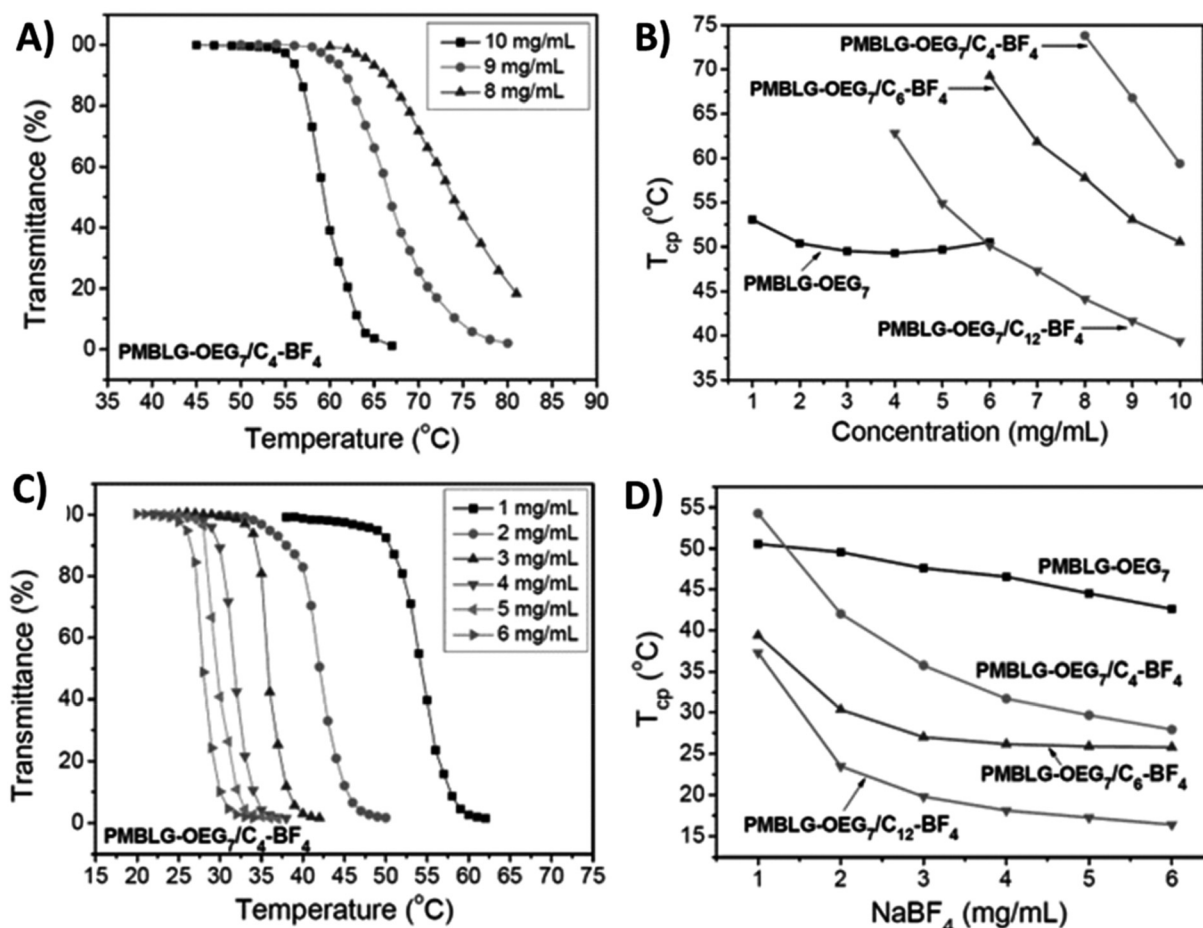 A)
Transmittance (%)
00
80
60
40
20
0
10 mg/mL
9 mg/mL
8 mg/mL
PMBLG-OEG₇/C₄-BF₄
35 40 45 50 55 60 65 70 75 80 85 90
Temperature (°C)
B)
T_cp (°C)
75
70
65
60
55
50
45
40
35
PMBLG-OEG₇/C₄-BF₄
PMBLG-OEG₇/C₆-BF₄
PMBLG-OEG₇
PMBLG-OEG₇/C₁₂-BF₄
1 2 3 4 5 6 7 8 9 10
Concentration (mg/mL)
C)
Transmittance (%)
00
80
60
40
20
0
1 mg/mL
2 mg/mL
3 mg/mL
4 mg/mL
5 mg/mL
6 mg/mL
PMBLG-OEG₇/C₄-BF₄
15 20 25 30 35 40 45 50 55 60 65 70 75
Temperature (°C)
D)
T_cp (°C)
55
50
45
40
35
30
25
20
15
PMBLG-OEG₇
PMBLG-OEG₇/C₄-BF₄
PMBLG-OEG₇/C₆-BF₄
PMBLG-OEG₇/C₁₂-BF₄
1 2 3 4 5 6
NaBF₄ (mg/mL)